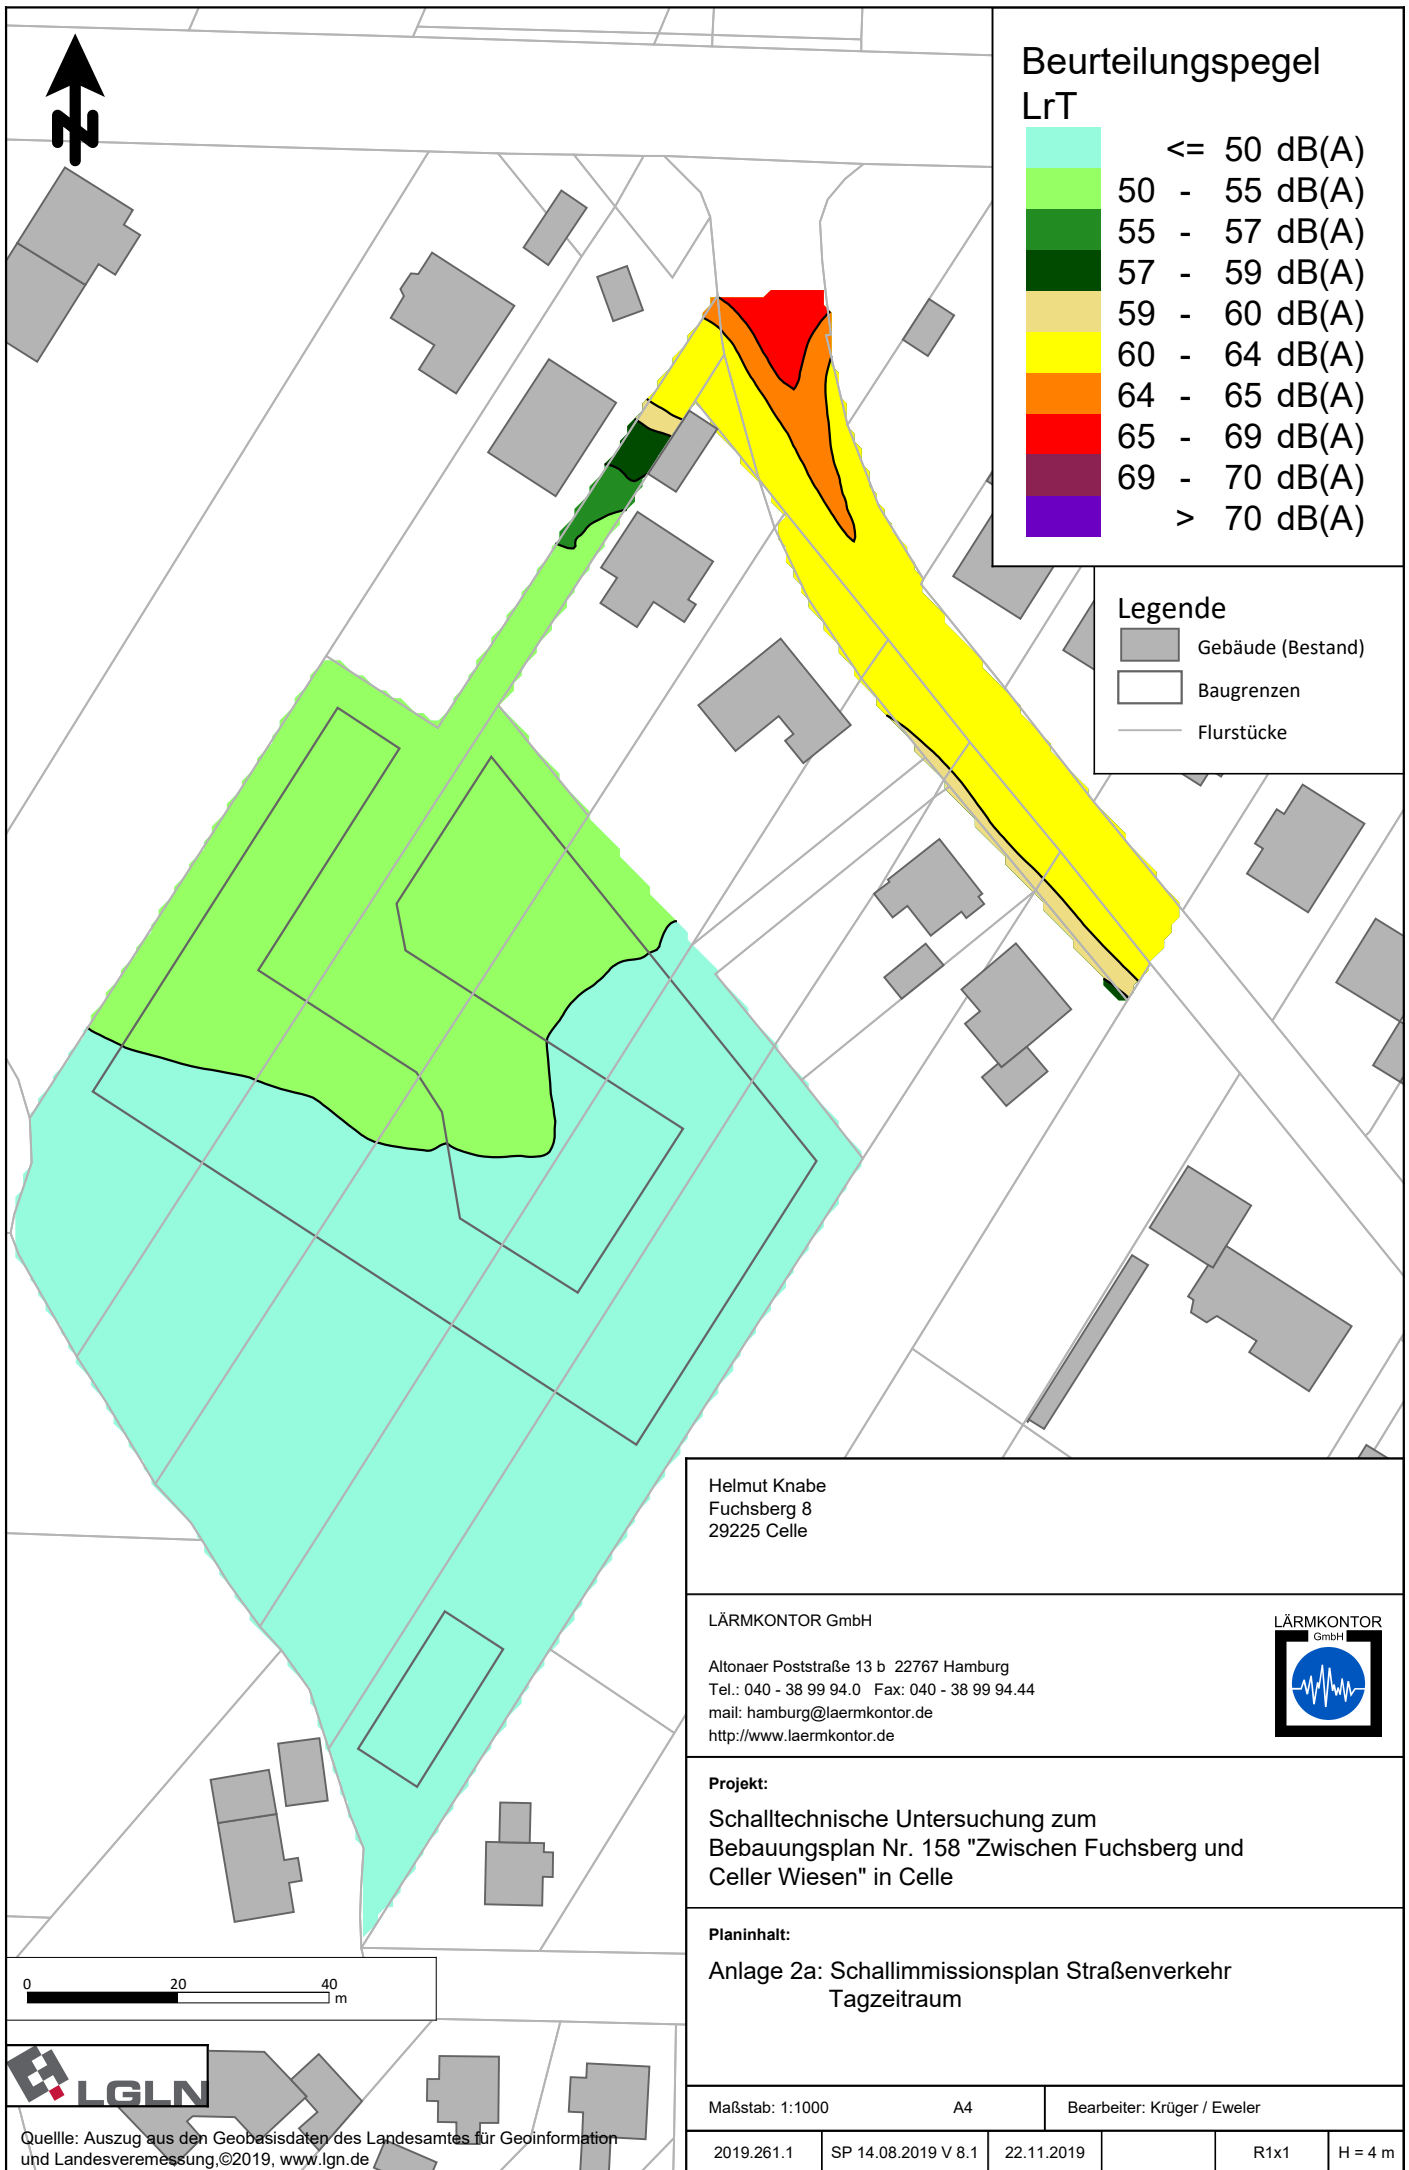 N
Beurteilungspegel
LrT
<= 50 dB(A)
50 - 55 dB(A)
55 - 57 dB(A)
57 - 59 dB(A)
59 - 60 dB(A)
60 - 64 dB(A)
64 - 65 dB(A)
65 - 69 dB(A)
69 - 70 dB(A)
> 70 dB(A)
Legende
Gebäude (Bestand)
Baugrenzen
Flurstücke
Helmut Knabe
Fuchsberg 8
29225 Celle
LÄRMKONTOR GmbH
Altonaer Poststraße 13 b 22767 Hamburg
Tel.: 040 - 38 99 94.0 Fax: 040 - 38 99 94.44
mail: hamburg@laermkontor.de
http://www.laermkontor.de
LÄRMKONTOR
GmbH
Projekt:
Schalltechnische Untersuchung zum
Bebauungsplan Nr. 158 "Zwischen Fuchsberg und
Celler Wiesen" in Celle
Planinhalt:
Anlage 2a: Schallimmissionsplan Straßenverkehr
Tagzeitraum
Maßstab: 1:1000 A4 Bearbeiter: Krüger / Eweler
2019.261.1 SP 14.08.2019 V 8.1 22.11.2019 R1x1 H = 4 m
0 20 40
m
LGLN
Quellle: Auszug aus den Geobasisdaten des Landesamtes für Geoinformation
und Landesveremessung,©2019, www.lgn.de